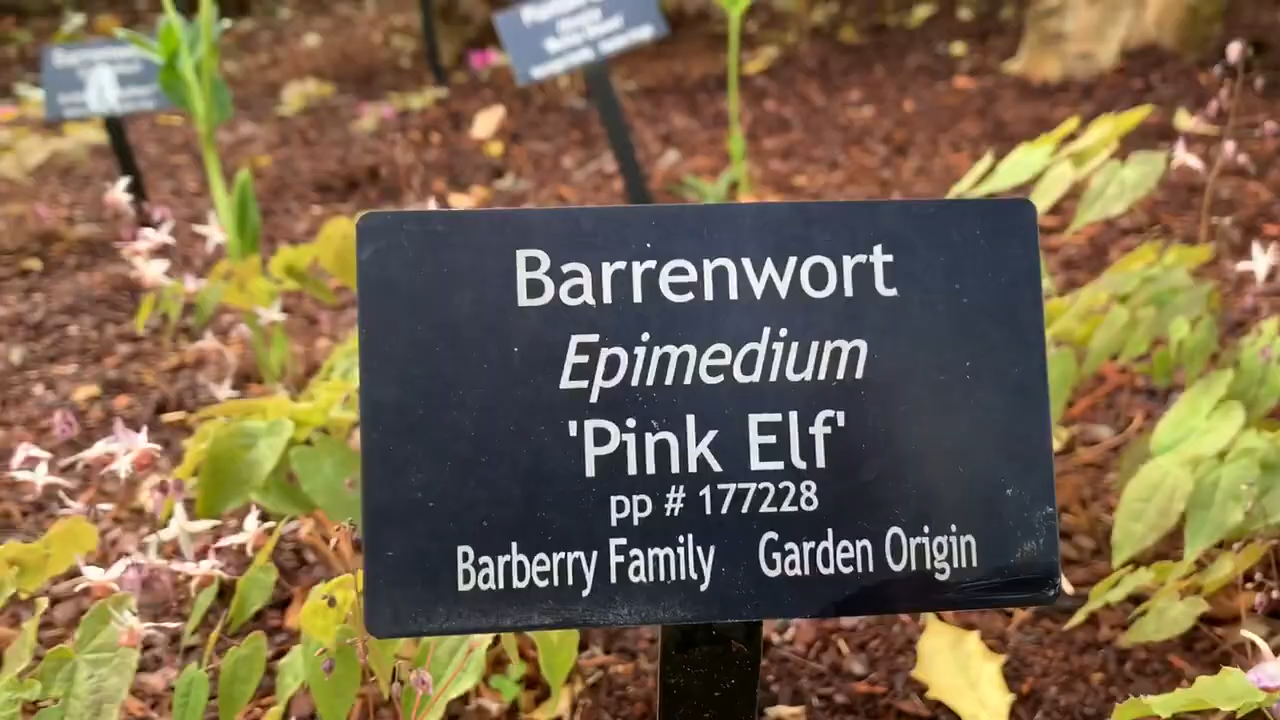 Barrenwort
Epimedium
'Pink Elf'
pp # 177228
Barberry Family Garden Origin